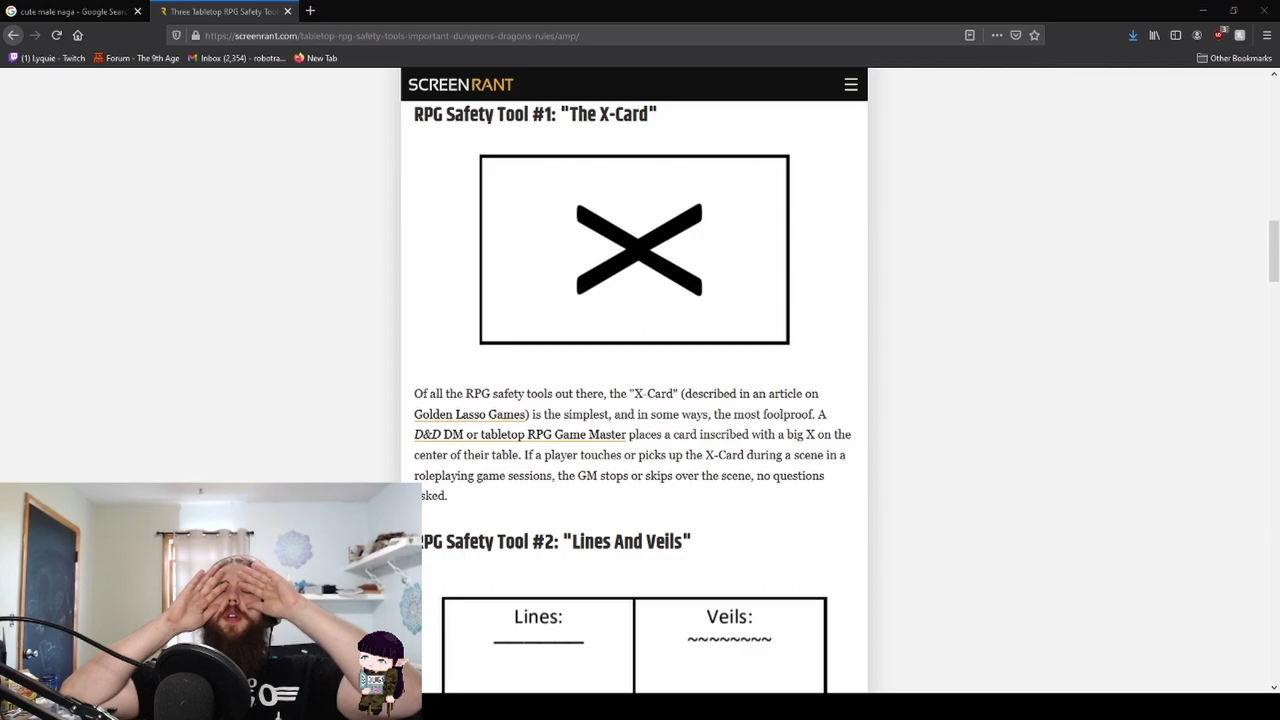 cute male naga - Google Sear
Three Tabletop RPG Safety Tool
https://screenrant.com/tabletop-rpg-safety-tools-important-dungeons-dragons-rules/amp/
(1) Lyquie - Twitch
Forum - The 9th Age
Inbox (2,354) - robotra...
New Tab
Other Bookmarks
SCREENRANT
RPG Safety Tool #1: "The X-Card"
Of all the RPG safety tools out there, the "X-Card" (described in an article on
Golden Lasso Games) is the simplest, and in some ways, the most foolproof. A
D&D DM or tabletop RPG Game Master places a card inscribed with a big X on the
center of their table. If a player touches or picks up the X-Card during a scene in a
roleplaying game sessions, the GM stops or skips over the scene, no questions
sked.
RPG Safety Tool #2: "Lines And Veils"
Lines:
Veils:
~~~~~~~~